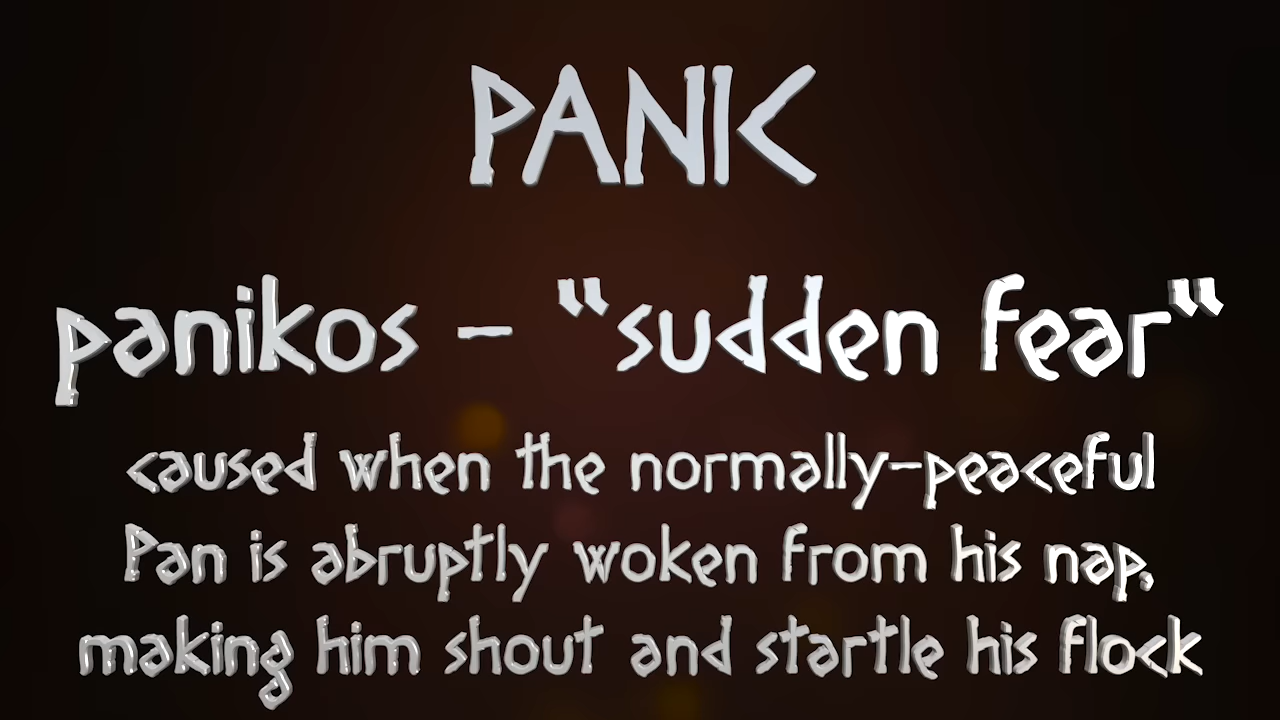 PANIC
panikos - "sudden fear"
caused when the normally-peaceful
Pan is abruptly woken from his nap,
making him shout and startle his flock